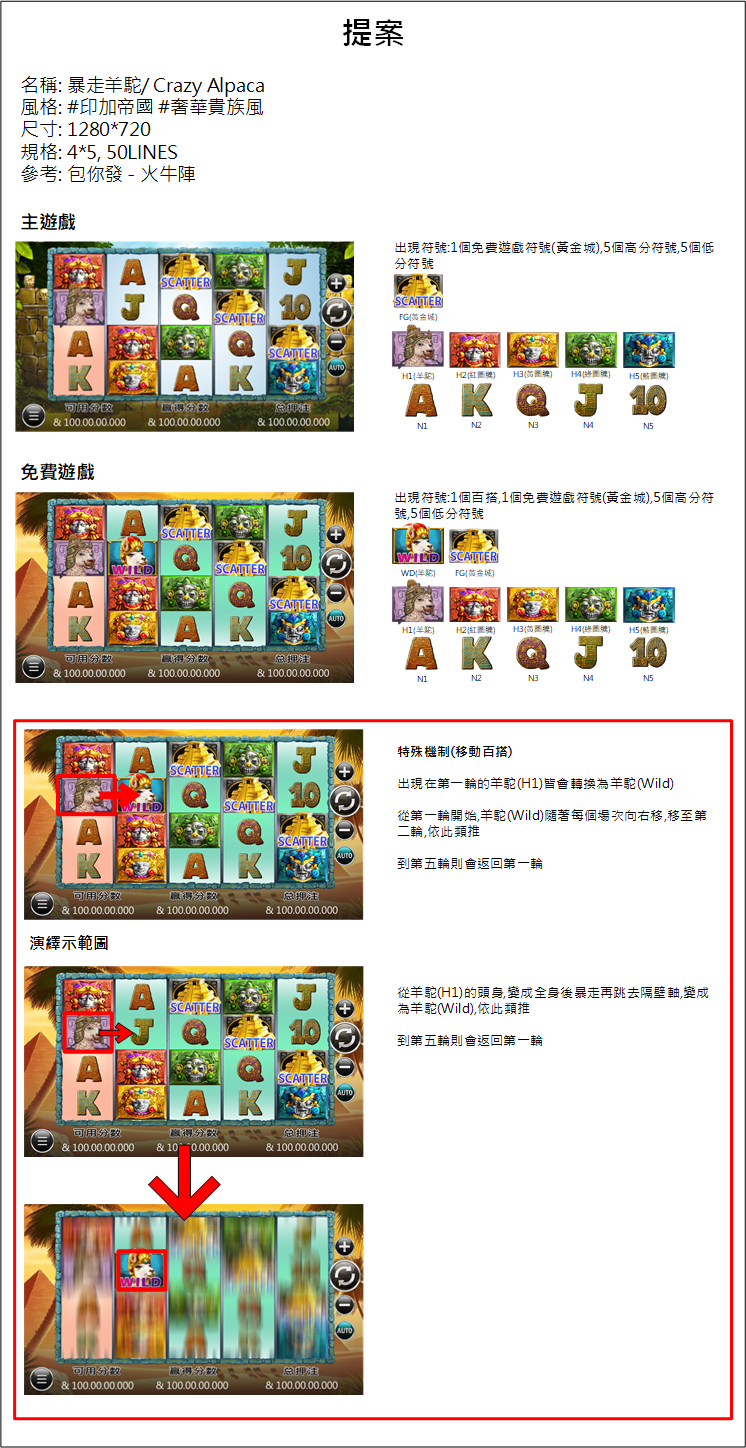 提案
名稱: 暴走羊駝/ Crazy Alpaca
風格: #印加帝國 #奢華貴族風
尺寸: 1280*720
規格: 4*5, 50LINES
參考: 包你發 - 火牛陣
主遊戲
A
SCATTER
J
J
Q
SCATTER
10
A
Q
SCATTER
K
A
K
AUTO
可用分數
贏得分數
总押注
& 100.00.00.000
& 100.00.00.000
& 100.00.00.000
出現符號:1個免費遊戲符號(黃金城),5個高分符號,5個低
分符號
SCATTER
FG(黃金城)
H1(羊駝)
H2(紅圖騰)
H3(黃圖騰)
H4(綠圖騰)
H5(藍圖騰)
A
K
Q
J
10
N1
N2
N3
N4
N5
免費遊戲
A
SCATTER
J
WILD
Q
SCATTER
10
A
Q
SCATTER
K
A
K
AUTO
可用分數
贏得分數
总押注
& 100.00.00.000
& 100.00.00.000
& 100.00.00.000
出現符號:1個百搭,1個免費遊戲符號(黃金城),5個高分符
號,5個低分符號
WILD
SCATTER
WD(羊駝)
FG(黃金城)
H1(羊駝)
H2(紅圖騰)
H3(黃圖騰)
H4(綠圖騰)
H5(藍圖騰)
A
K
Q
J
10
N1
N2
N3
N4
N5
A
SCATTER
J
WILD
Q
SCATTER
10
A
Q
SCATTER
K
A
K
AUTO
可用分數
贏得分數
总押注
& 100.00.00.000
& 100.00.00.000
& 100.00.00.000
特殊機制(移動百搭)
出現在第一輪的羊駝(H1)皆會轉換為羊駝(Wild)
從第一輪開始,羊駝(Wild)隨著每個場次向右移,移至第
二輪,依此類推
到第五輪則會返回第一輪
演繹示範圖
A
SCATTER
J
J
Q
SCATTER
10
A
Q
SCATTER
K
A
K
AUTO
可用分數
贏得分數
总押注
& 100.00.00.000
& 100.00.00.000
& 100.00.00.000
從羊駝(H1)的頭身,變成全身後暴走再跳去隔壁軸,變成
為羊駝(Wild),依此類推
到第五輪則會返回第一輪
WILD
AUTO
可用分數
贏得分數
总押注
& 100.00.00.000
& 100.00.00.000
& 100.00.00.000